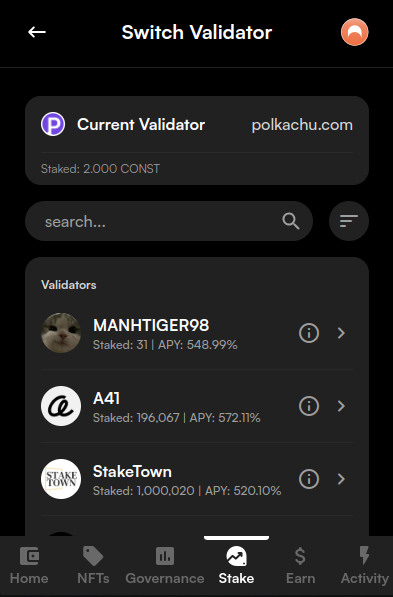 Switch Validator
Current Validator polkachu.com
Staked: 2.000 CONST
search...
Validators
MANHTIGER98
Staked: 31 | APY: 548.99%
A41
Staked: 196,067 | APY: 572.11%
STAKE TOWN
StakeTown
Staked: 1,000,020 | APY: 520.10%
Home NFTs Governance Stake Earn Activity